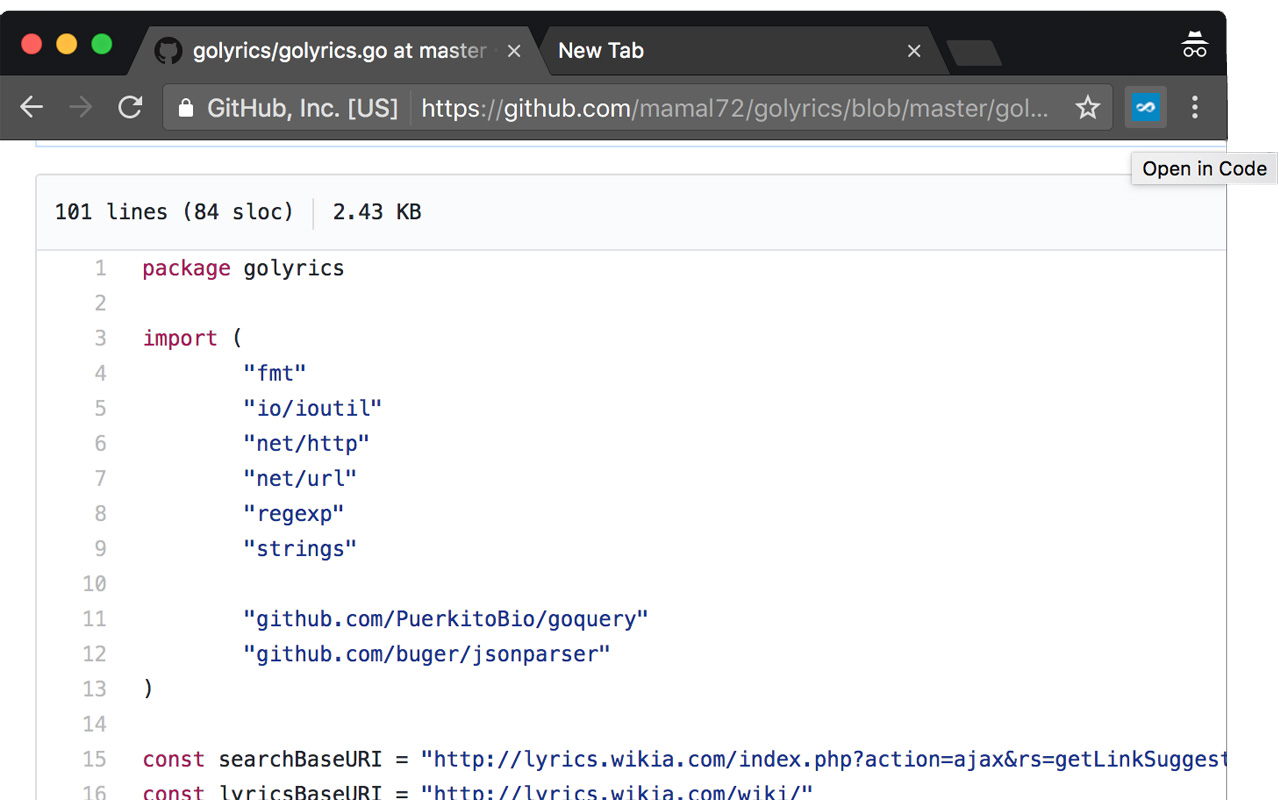 golyrics/golyrics.go at master
New Tab
GitHub, Inc. [US] https://github.com/mamal72/golyrics/blob/master/gol...
Open in Code
101 lines (84 sloc) 2.43 KB
1 package golyrics
2
3 import (
4 "fmt"
5 "io/ioutil"
6 "net/http"
7 "net/url"
8 "regexp"
9 "strings"
10
11 "github.com/PuerkitoBio/goquery"
12 "github.com/buger/jsonparser"
13 )
14
15 const searchBaseURI = "http://lyrics.wikia.com/index.php?action=ajax&rs=getLinkSuggest
16 const lyricsBaseURI = "http://lyrics.wikia.com/wiki/"